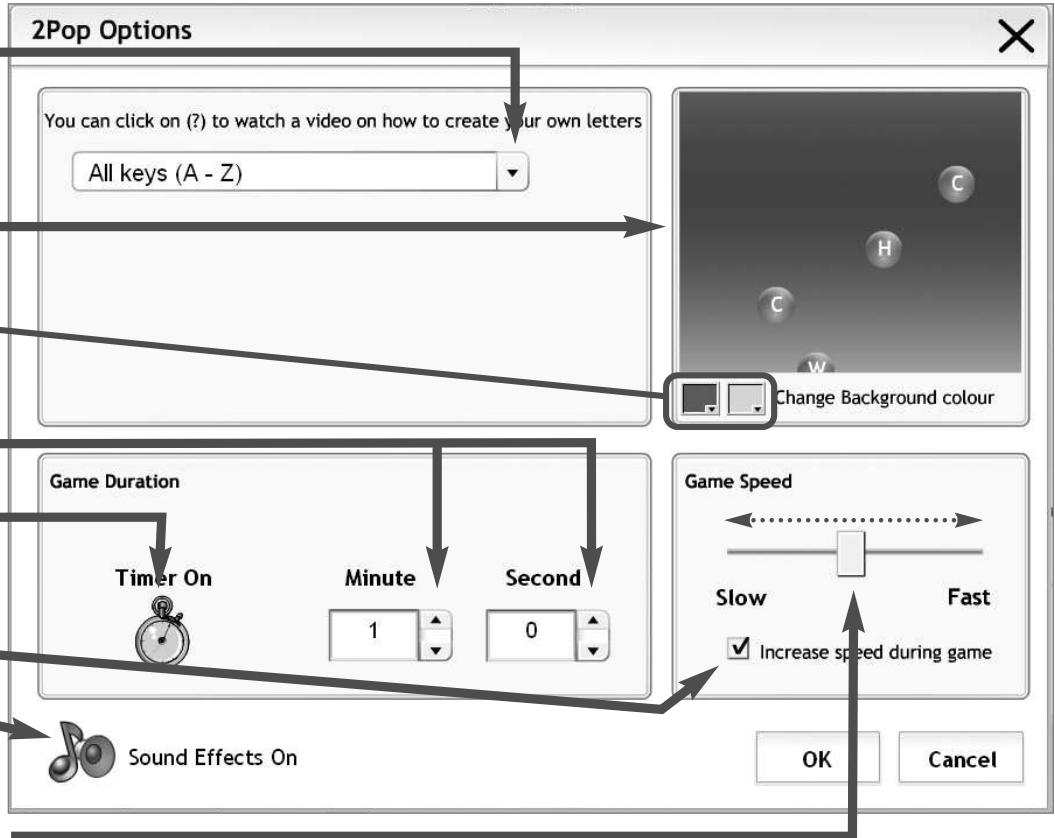 2Pop Options
You can click on (?) to watch a video on how to create your own letters
All keys (A - Z)
C
H
C
W
Change Background colour
Game Duration
Timer On
Minute
Second
1
0
Game Speed
Slow
Fast
Increase speed during game
Sound Effects On
OK
Cancel